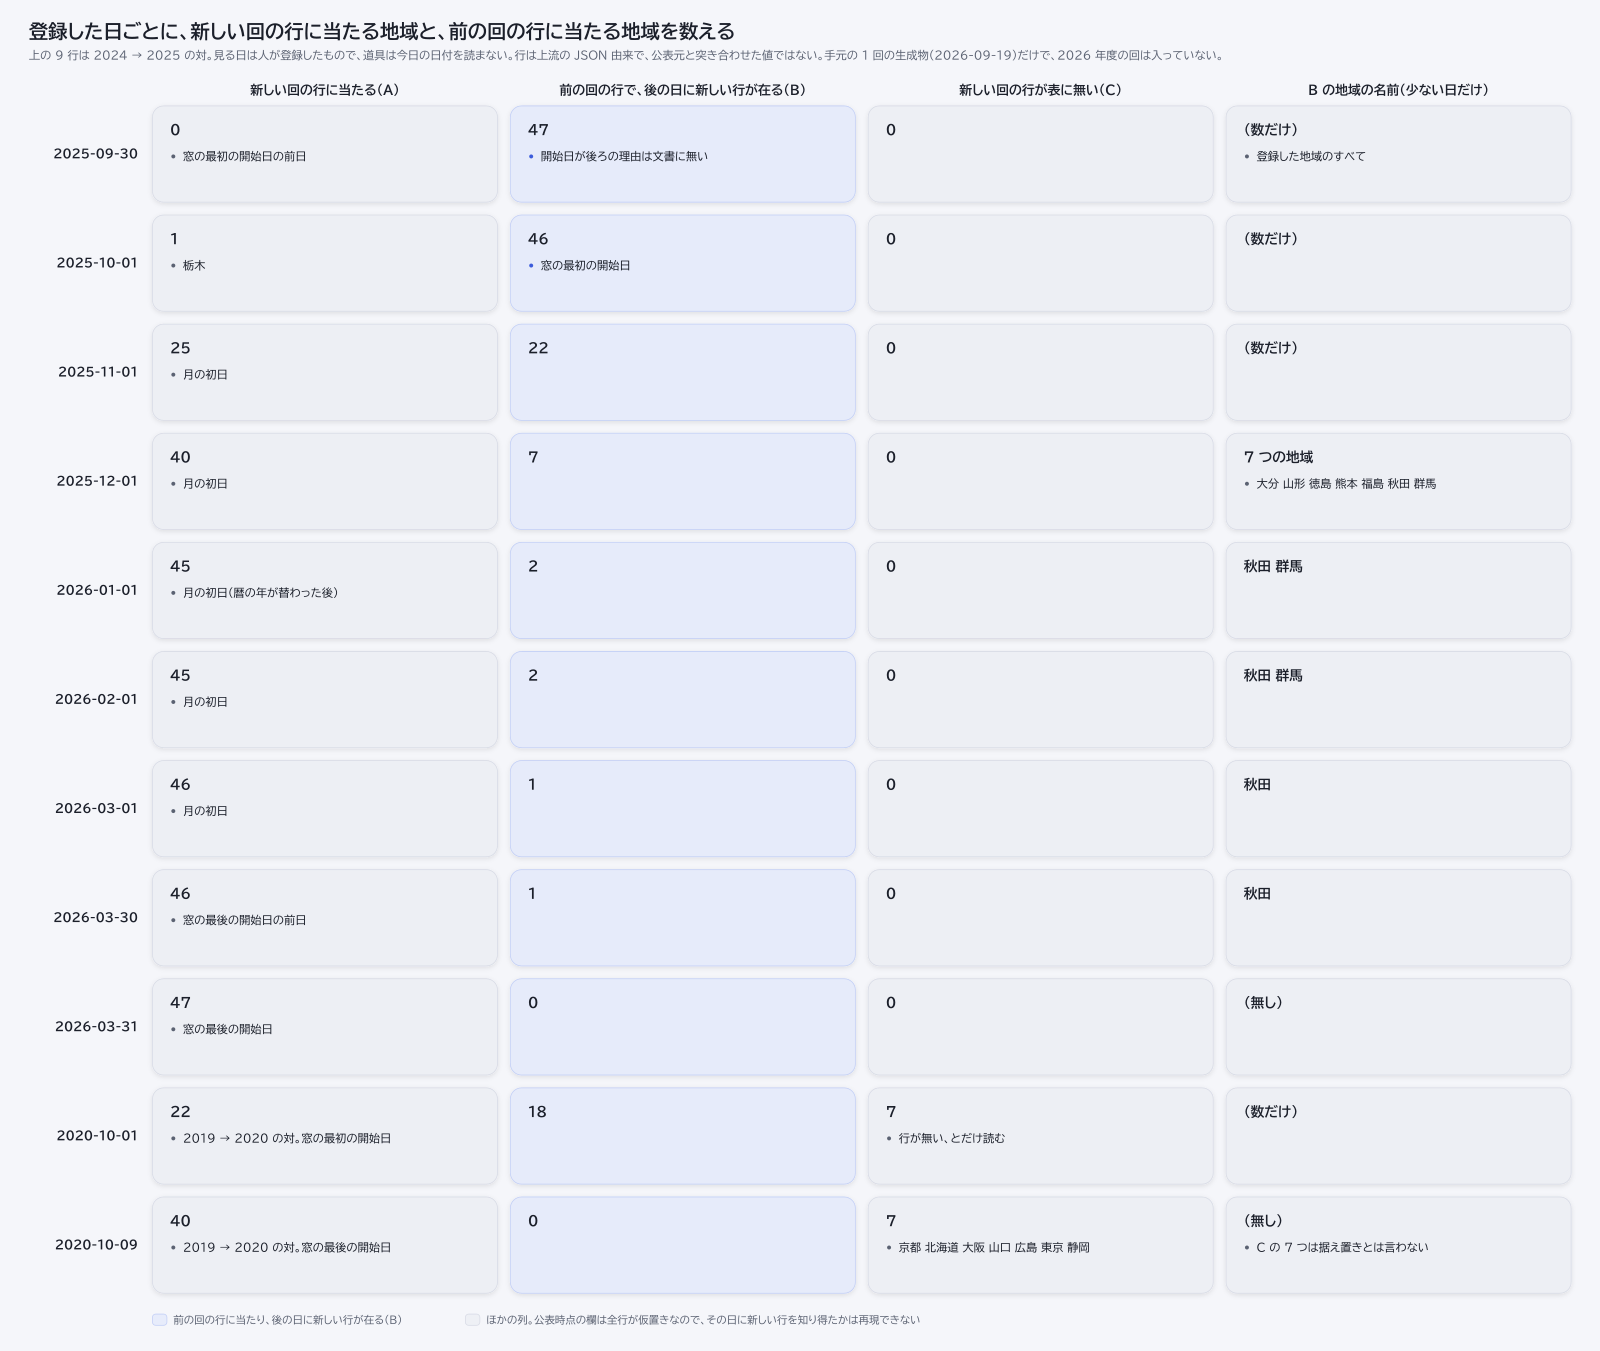 登録した日ごとに、新しい回の行に当たる地域と、前の回の行に当たる地域を数える
上の 9 行は 2024 → 2025 の対。見る日は人が登録したもので、道具は今日の日付を読まない。行は上流の JSON 由来で、公表元と突き合わせた値ではない。手元の 1 回の生成物(2026-09-19)だけで、2026 年度の回は入っていない。
新しい回の行に当たる(A)
前の回の行で、後の日に新しい行が在る(B)
新しい回の行が表に無い(C)
B の地域の名前(少ない日だけ)
2025-09-30
0
• 窓の最初の開始日の前日
47
• 開始日が後ろの理由は文書に無い
0
(数だけ)
• 登録した地域のすべて
2025-10-01
1
• 栃木
46
• 窓の最初の開始日
0
(数だけ)
2025-11-01
25
• 月の初日
22
0
(数だけ)
2025-12-01
40
• 月の初日
7
0
7 つの地域
• 大分 山形 徳島 熊本 福島 秋田 群馬
2026-01-01
45
• 月の初日(暦の年が替わった後)
2
0
秋田 群馬
2026-02-01
45
• 月の初日
2
0
秋田 群馬
2026-03-01
46
• 月の初日
1
0
秋田
2026-03-30
46
• 窓の最後の開始日の前日
1
0
秋田
2026-03-31
47
• 窓の最後の開始日
0
0
(無し)
2020-10-01
22
• 2019 → 2020 の対。窓の最初の開始日
18
7
• 行が無い、とだけ読む
(数だけ)
2020-10-09
40
• 2019 → 2020 の対。窓の最後の開始日
0
7
• 京都 北海道 大阪 山口 広島 東京 静岡
(無し)
• C の 7 つは据え置きとは言わない
前の回の行に当たり、後の日に新しい行が在る(B)
ほかの列。公表時点の欄は全行が仮置きなので、その日に新しい行を知り得たかは再現できない